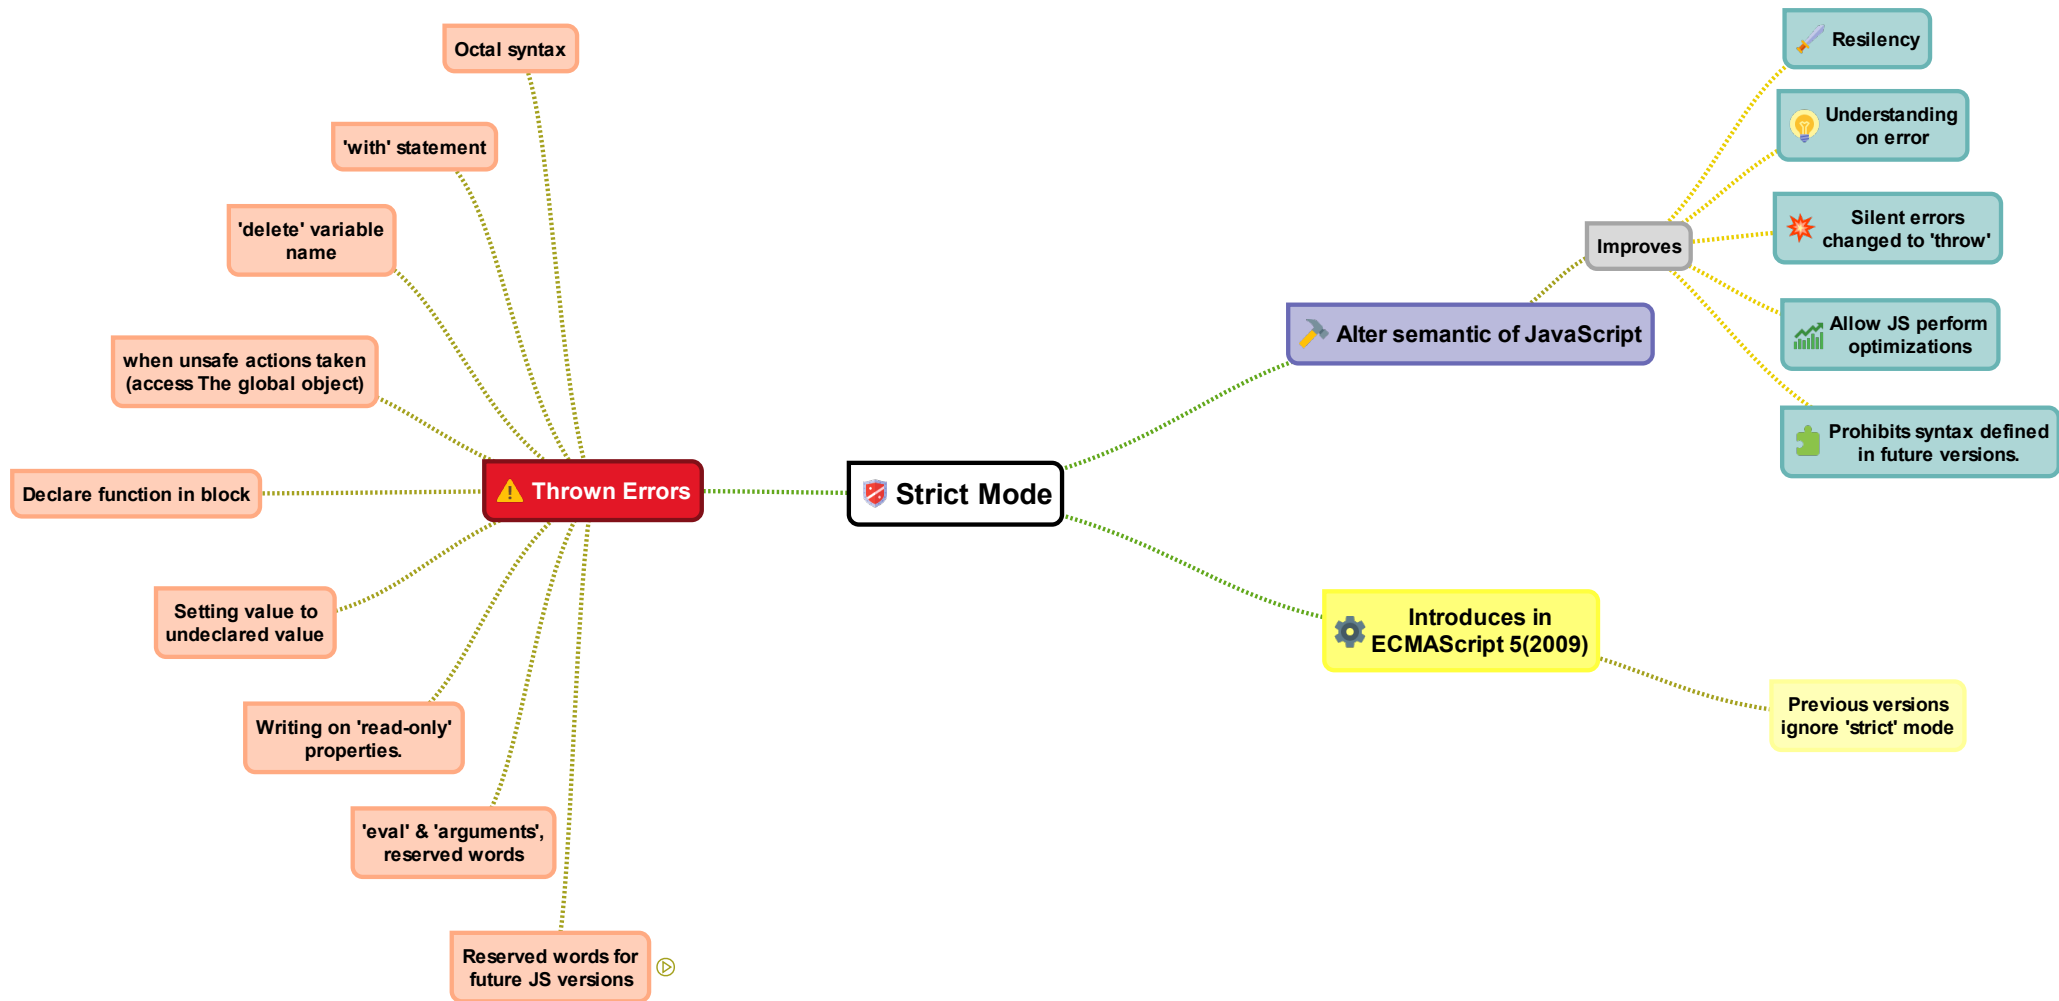 Octal syntax
'with' statement
'delete' variable
name
when unsafe actions taken
(access The global object)
Declare function in block
Setting value to
undeclared value
Writing on 'read-only'
properties.
'eval' & 'arguments',
reserved words
Reserved words for
future JS versions
Thrown Errors
Strict Mode
Alter semantic of JavaScript
Improves
Resilency
Understanding
on error
Silent errors
changed to 'throw'
Allow JS perform
optimizations
Prohibits syntax defined
in future versions.
Introduces in
ECMAScript 5(2009)
Previous versions
ignore 'strict' mode